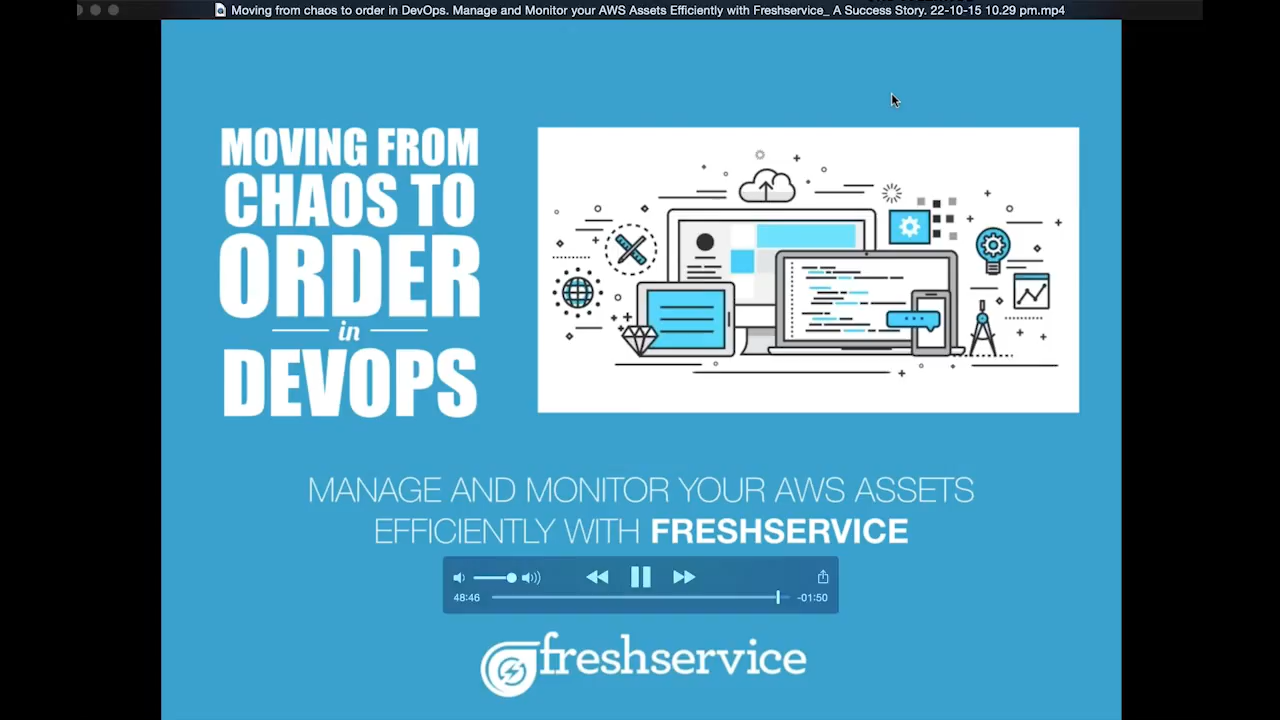 Moving from chaos to order in DevOps. Manage and Monitor your AWS Assets Efficiently with Freshservice_ A Success Story. 22-10-15 10.29 pm.mp4
MOVING FROM
CHAOS TO
ORDER
in
DEVOPS
MANAGE AND MONITOR YOUR AWS ASSETS
EFFICIENTLY WITH FRESHSERVICE
48:46
-01:50
freshservice